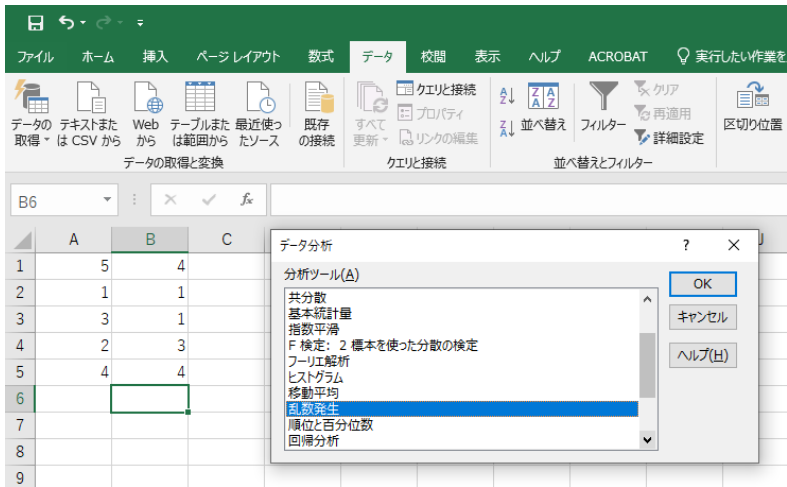 ファイル ホーム 挿入 ページ レイアウト 数式 データ 校閲 表示 ヘルプ ACROBAT 実行したい作業を
データの取得 テキストまたは CSV から Web から テーブルまたは範囲から 最近使ったソース 既存の接続 すべて更新 クエリと接続 プロパティ リンクの編集 並べ替え フィルター クリア 再適用 詳細設定 区切り位置
データの取得と変換 クエリと接続 並べ替えとフィルター
B6 fx
A B C
1 5 4
2 1 1
3 3 1
4 2 3
5 4 4
6
7
8
9
データ分析 ?
分析ツール(A)
共分散
基本統計量
指数平滑
F 検定: 2 標本を使った分散の検定
フーリエ解析
ヒストグラム
移動平均
乱数発生
順位と百分位数
回帰分析
OK
キャンセル
ヘルプ(H)